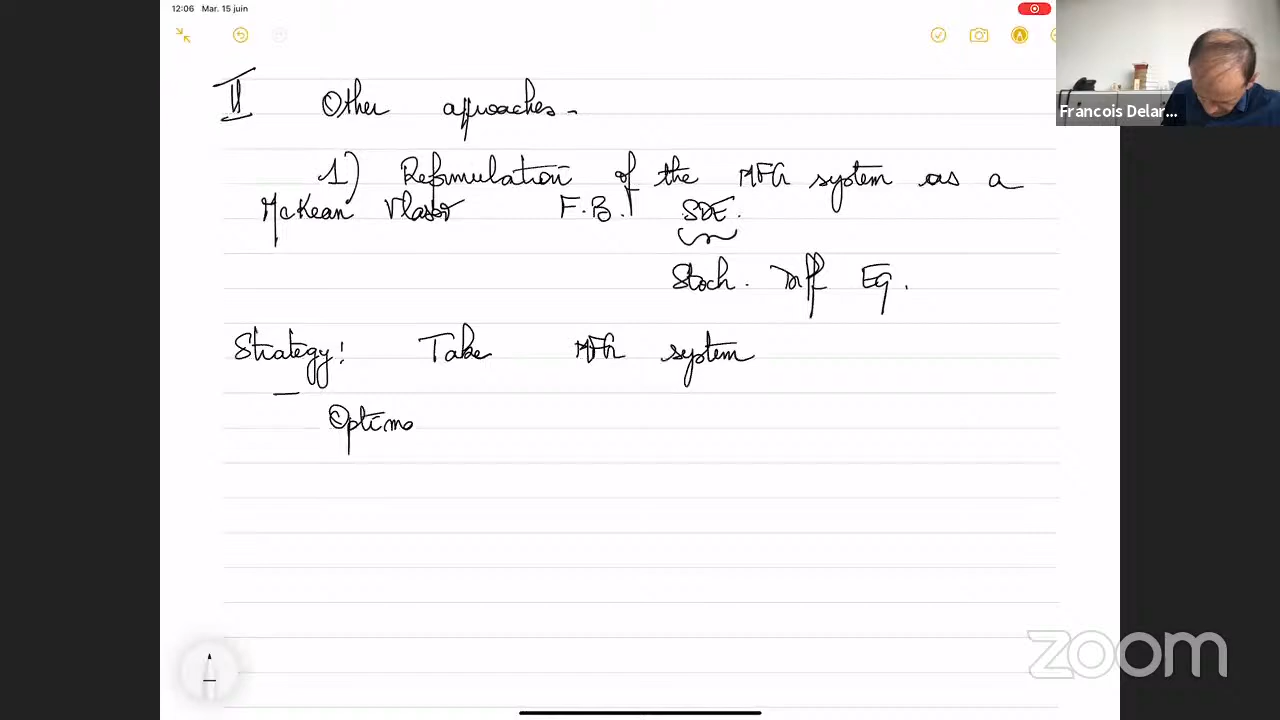 12:06 Mar. 15 juin
Francois Delar...
II Other approaches.
1) Reformulation of the MFG system as a
McKean Vlasov F.B. SDE.
Stoch. Diff Eq.
Strategy: Take MFG system
Optima
zoom